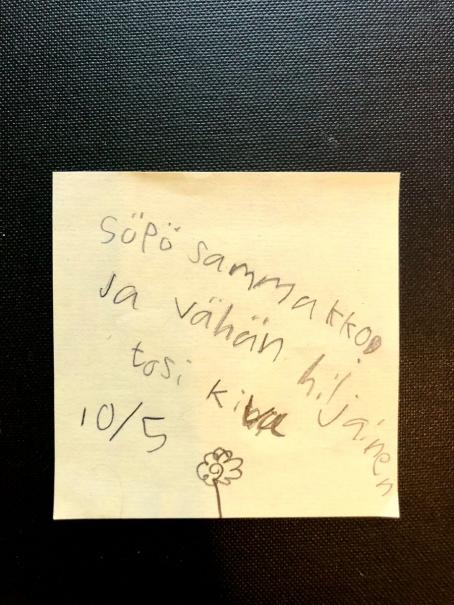 söpö sammakko
ja vähän hiljainen
tosi kiva
10/5